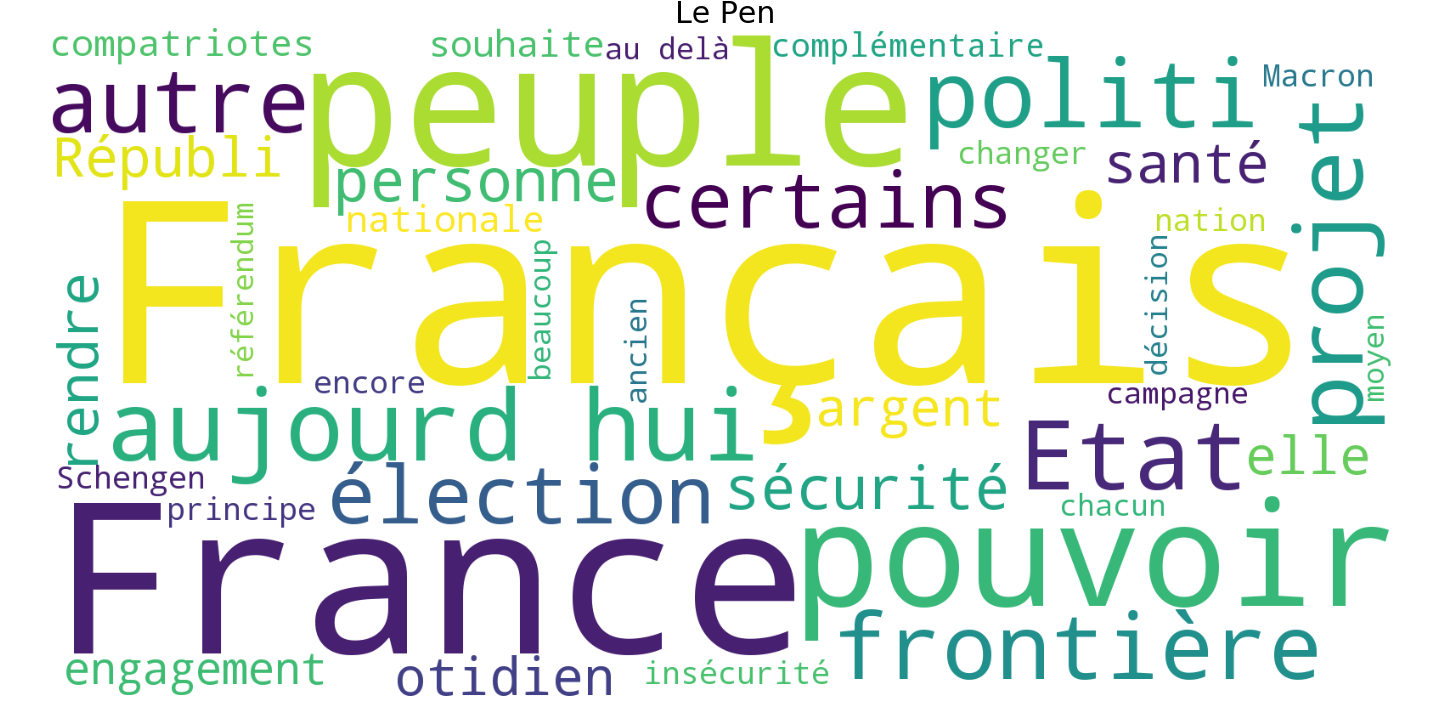 Le Pen
compatriotes
souhaite
au delà
complémentaire
autre
peuple
politi
Macron
Républi
personne
certains
changer
santé
projet
Français
nationale
référendum
beaucoup
ancien
décision
nation
rendre
moyen
encore
campagne
aujourd hui
argent
Etat
elle
Schengen
principe
élection
sécurité
chacun
France
pouvoir
frontière
engagement
otidien
insécurité